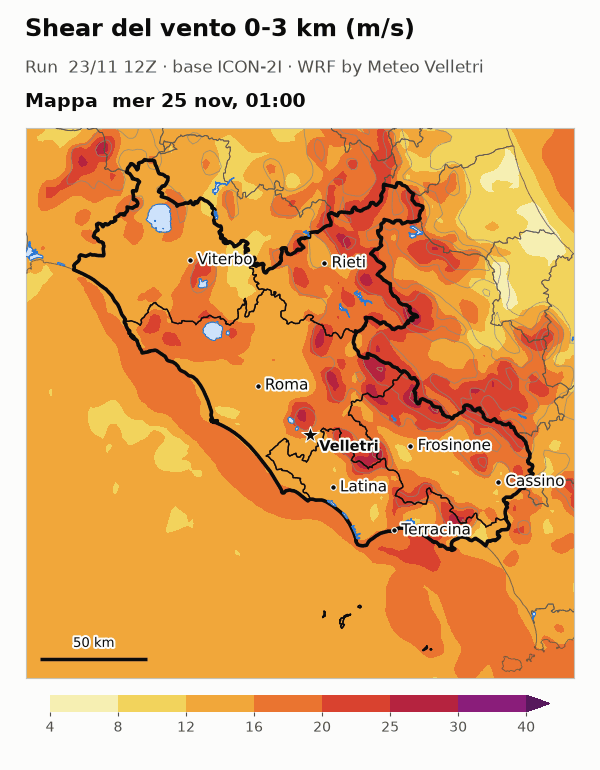 Shear del vento 0-3 km (m/s)
Run  23/11 12Z · base ICON-2I · WRF by Meteo Velletri
Mappa  mer 25 nov, 01:00
Viterbo
Rieti
Roma
Velletri
Frosinone
Cassino
Latina
Terracina
50 km
4 8 12 16 20 25 30 40